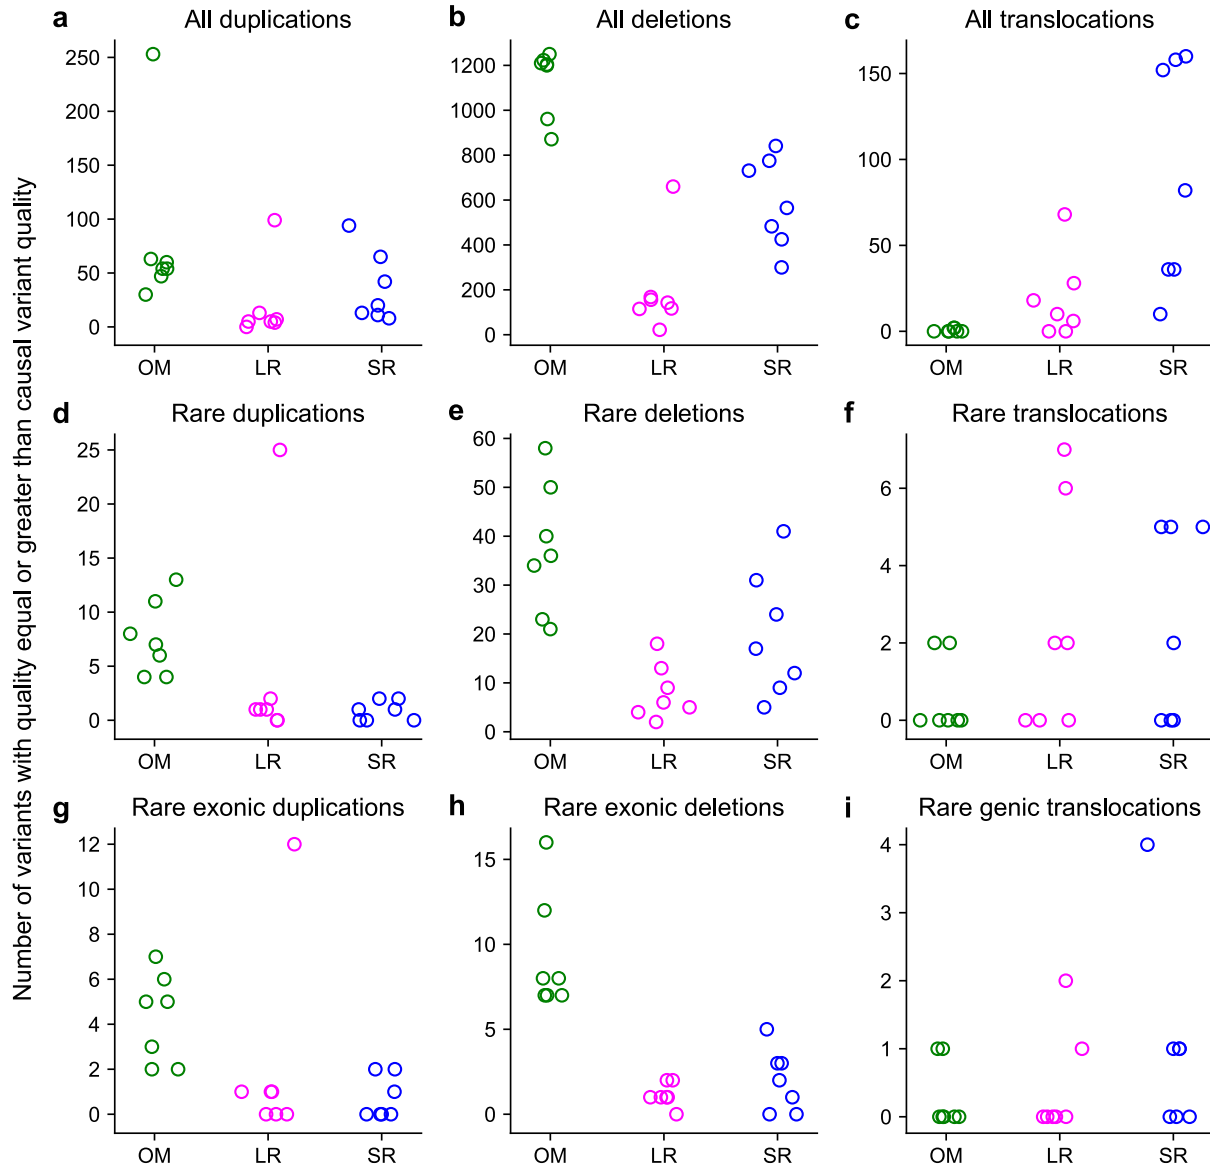 Number of variants with quality equal or greater than causal variant quality
a All duplications
250
200
150
100
50
0
OM LR SR
b All deletions
1200
1000
800
600
400
200
0
OM LR SR
c All translocations
150
100
50
0
OM LR SR
d Rare duplications
25
20
15
10
5
0
OM LR SR
e Rare deletions
60
50
40
30
20
10
0
OM LR SR
f Rare translocations
6
4
2
0
OM LR SR
g Rare exonic duplications
12
10
8
6
4
2
0
OM LR SR
h Rare exonic deletions
15
10
5
0
OM LR SR
i Rare genic translocations
4
3
2
1
0
OM LR SR